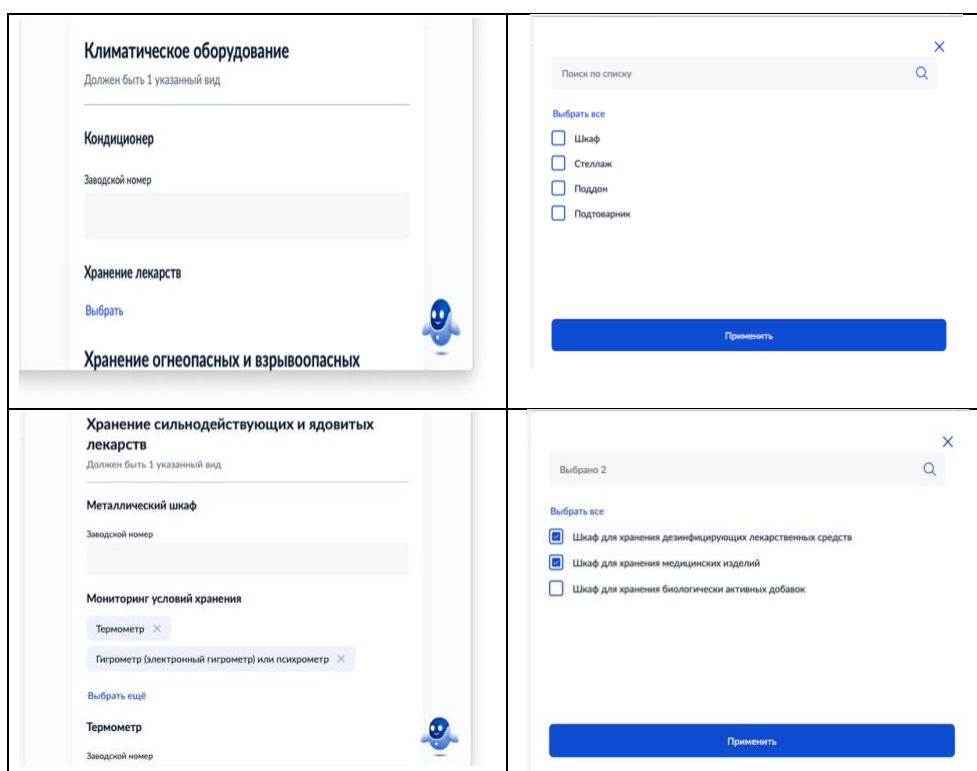 Климатическое оборудование
Должен быть 1 указанный вид
Кондиционер
Заводской номер
Хранение лекарств
Выбрать
Хранение огнеопасных и взрывоопасных
Поиск по списку
Выбрать все
Шкаф
Стеллаж
Поддон
Подтоварник
Применить
Хранение сильнодействующих и ядовитых
лекарств
Должен быть 1 указанный вид
Металлический шкаф
Заводской номер
Мониторинг условий хранения
Термометр
Гигрометр (электронный гигрометр) или психрометр
Выбрать ещё
Термометр
Заводской номер
Выбрано 2
Выбрать все
Шкаф для хранения дезинфицирующих лекарственных средств
Шкаф для хранения медицинских изделий
Шкаф для хранения биологически активных добавок
Применить